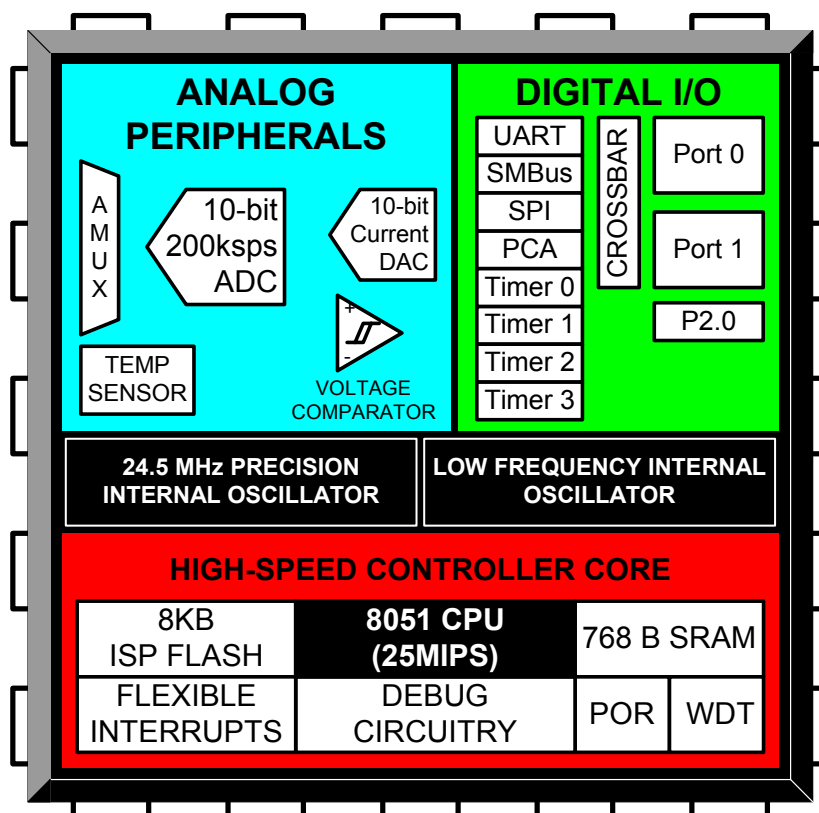 ANALOG
PERIPHERALS
A
M
U
X
10-bit
200ksps
ADC
10-bit
Current
DAC
+
-
TEMP
SENSOR
VOLTAGE
COMPARATOR
DIGITAL I/O
UART
SMBus
SPI
PCA
Timer 0
Timer 1
Timer 2
Timer 3
CROSSBAR
Port 0
Port 1
P2.0
24.5 MHz PRECISION
INTERNAL OSCILLATOR
LOW FREQUENCY INTERNAL
OSCILLATOR
HIGH-SPEED CONTROLLER CORE
8KB
ISP FLASH
8051 CPU
(25MIPS)
768 B SRAM
FLEXIBLE
INTERRUPTS
DEBUG
CIRCUITRY
POR
WDT